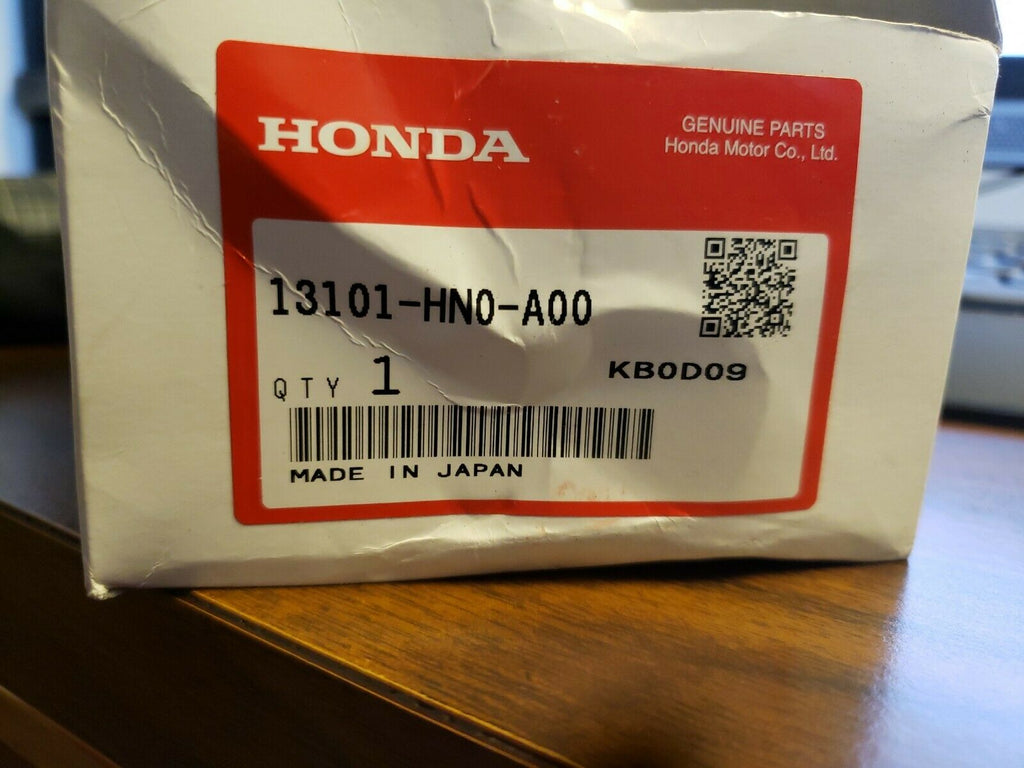 HONDA
GENUINE PARTS
Honda Motor Co., Ltd.
13101-HN0-A00
QTY 1
KB0D09
MADE IN JAPAN